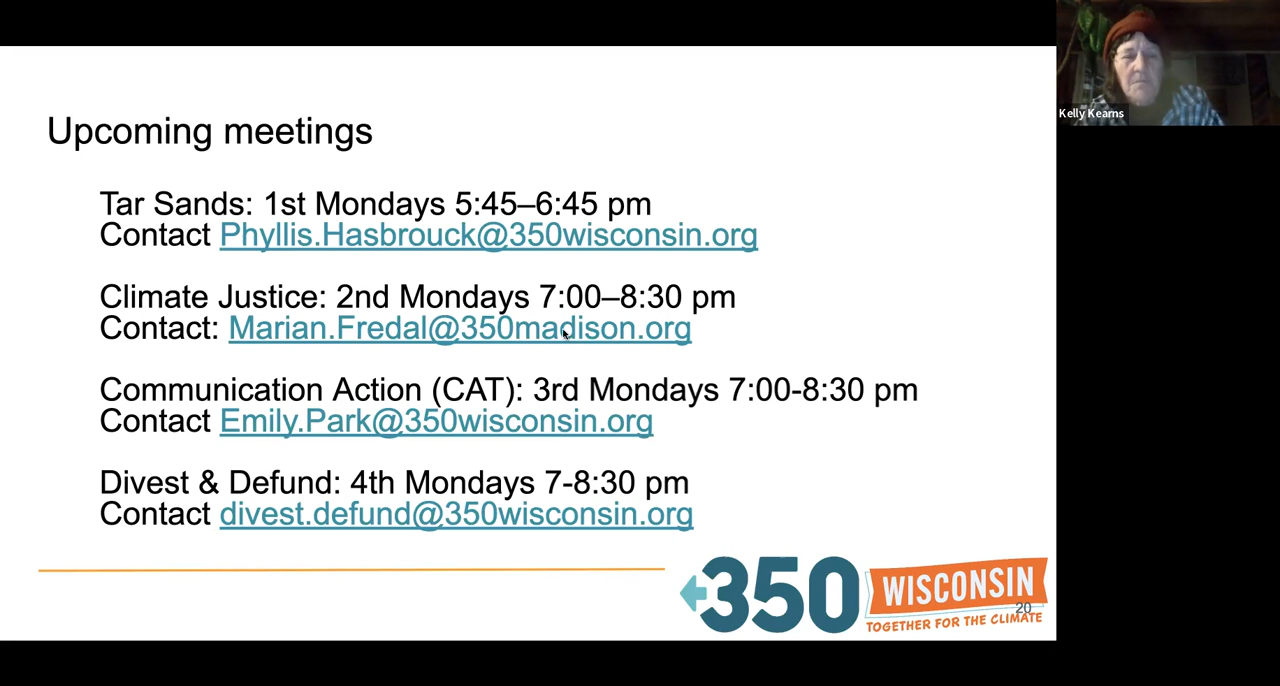 Kelly Kearns
Upcoming meetings
Tar Sands: 1st Mondays 5:45–6:45 pm
Contact Phyllis.Hasbrouck@350wisconsin.org
Climate Justice: 2nd Mondays 7:00–8:30 pm
Contact: Marian.Fredal@350madison.org
Communication Action (CAT): 3rd Mondays 7:00-8:30 pm
Contact Emily.Park@350wisconsin.org
Divest & Defund: 4th Mondays 7-8:30 pm
Contact divest.defund@350wisconsin.org
350 WISCONSIN
20
TOGETHER FOR THE CLIMATE